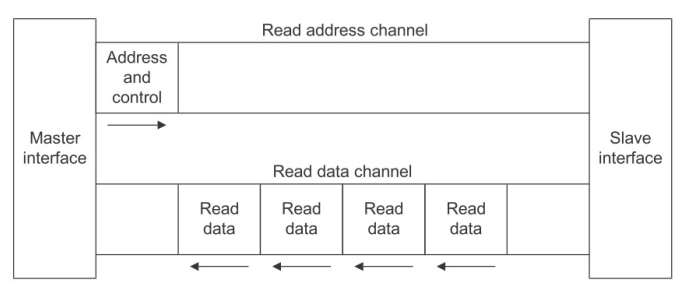 Read address channel
Address
and
control
Master
interface
Slave
interface
Read data channel
Read
data
Read
data
Read
data
Read
data